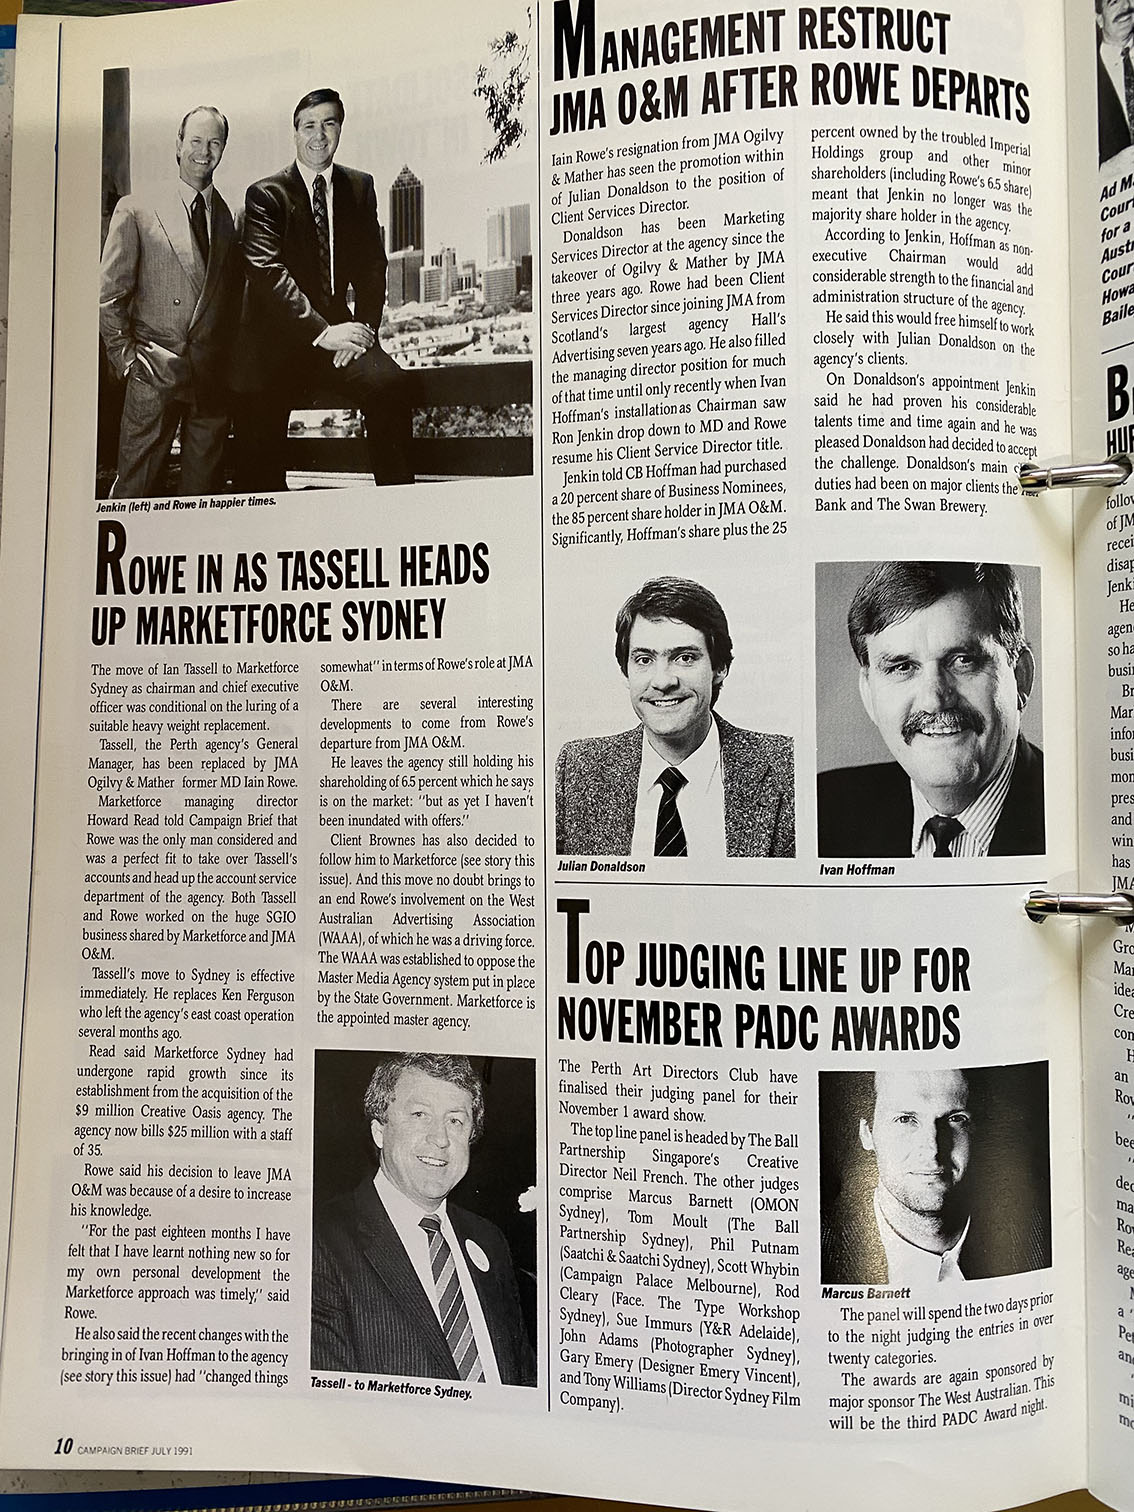 Jenkin (left) and Rowe in happier times.
ROWE IN AS TASSELL HEADS
UP MARKETFORCE SYDNEY
The move of Ian Tassell to Marketforce
Sydney as chairman and chief executive
officer was conditional on the luring of a
suitable heavy weight replacement.
Tassell, the Perth agency's General
Manager, has been replaced by JMA
Ogilvy & Mather former MD Iain Rowe.
Marketforce managing director
Howard Read told Campaign Brief that
Rowe was the only man considered and
was a perfect fit to take over Tassell's
accounts and head up the account service
department of the agency. Both Tassell
and Rowe worked on the huge SGIO
business shared by Marketforce and JMA
O&M.
Tassell's move to Sydney is effective
immediately. He replaces Ken Ferguson
who left the agency's east coast operation
several months ago.
Read said Marketforce Sydney had
undergone rapid growth since its
establishment from the acquisition of the
$9 million Creative Oasis agency. The
agency now bills $25 million with a staff
of 35.
Rowe said his decision to leave JMA
O&M was because of a desire to increase
his knowledge.
"For the past eighteen months I have
felt that I have learnt nothing new so for
my own personal development the
Marketforce approach was timely," said
Rowe.
He also said the recent changes with the
bringing in of Ivan Hoffman to the agency
(see story this issue) had "changed things
somewhat" in terms of Rowe's role at JMA
O&M.
There are several interesting
developments to come from Rowe's
departure from JMA O&M.
He leaves the agency still holding his
shareholding of 6.5 percent which he says
is on the market: "but as yet I haven't
been inundated with offers."
Client Brownes has also decided to
follow him to Marketforce (see story this
issue). And this move no doubt brings to
an end Rowe's involvement on the West
Australian Advertising Association
(WAAA), of which he was a driving force.
The WAAA was established to oppose the
Master Media Agency system put in place
by the State Government. Marketforce is
the appointed master agency.
Tassell - to Marketforce Sydney.
MANAGEMENT RESTRUCT
JMA O&M AFTER ROWE DEPARTS
Iain Rowe's resignation from JMA Ogilvy
& Mather has seen the promotion within
of Julian Donaldson to the position of
Client Services Director.
Donaldson has been Marketing
Services Director at the agency since the
takeover of Ogilvy & Mather by JMA
three years ago. Rowe had been Client
Services Director since joining JMA from
Scotland's largest agency Hall's
Advertising seven years ago. He also filled
the managing director position for much
of that time until only recently when Ivan
Hoffman's installation as Chairman saw
Ron Jenkin drop down to MD and Rowe
resume his Client Service Director title.
Jenkin told CB Hoffman had purchased
a 20 percent share of Business Nominees,
the 85 percent share holder in JMA O&M.
Significantly, Hoffman's share plus the 25
percent owned by the troubled Imperial
Holdings group and other minor
shareholders (including Rowe's 6.5 share)
meant that Jenkin no longer was the
majority share holder in the agency.
According to Jenkin, Hoffman as non-
executive Chairman would add
considerable strength to the financial and
administration structure of the agency.
He said this would free himself to work
closely with Julian Donaldson on the
agency's clients.
On Donaldson's appointment Jenkin
said he had proven his considerable
talents time and time again and he was
pleased Donaldson had decided to accept
the challenge. Donaldson's main
duties had been on major clients the
Bank and The Swan Brewery.
Julian Donaldson
Ivan Hoffman
TOP JUDGING LINE UP FOR
NOVEMBER PADC AWARDS
The Perth Art Directors Club have
finalised their judging panel for their
November 1 award show.
The top line panel is headed by The Ball
Partnership Singapore's Creative
Director Neil French. The other judges
comprise Marcus Barnett (OMON
Sydney), Tom Moult (The Ball
Partnership Sydney), Phil Putnam
(Saatchi & Saatchi Sydney), Scott Whybin
(Campaign Palace Melbourne), Rod
Cleary (Face. The Type Workshop
Sydney), Sue Immurs (Y&R Adelaide),
John Adams (Photographer Sydney),
Gary Emery (Designer Emery Vincent),
and Tony Williams (Director Sydney Film
Company).
Marcus Barnett
The panel will spend the two days prior
to the night judging the entries in over
twenty categories.
The awards are again sponsored by
major sponsor The West Australian. This
will be the third PADC Award night.
10 CAMPAIGN BRIEF JULY 1991